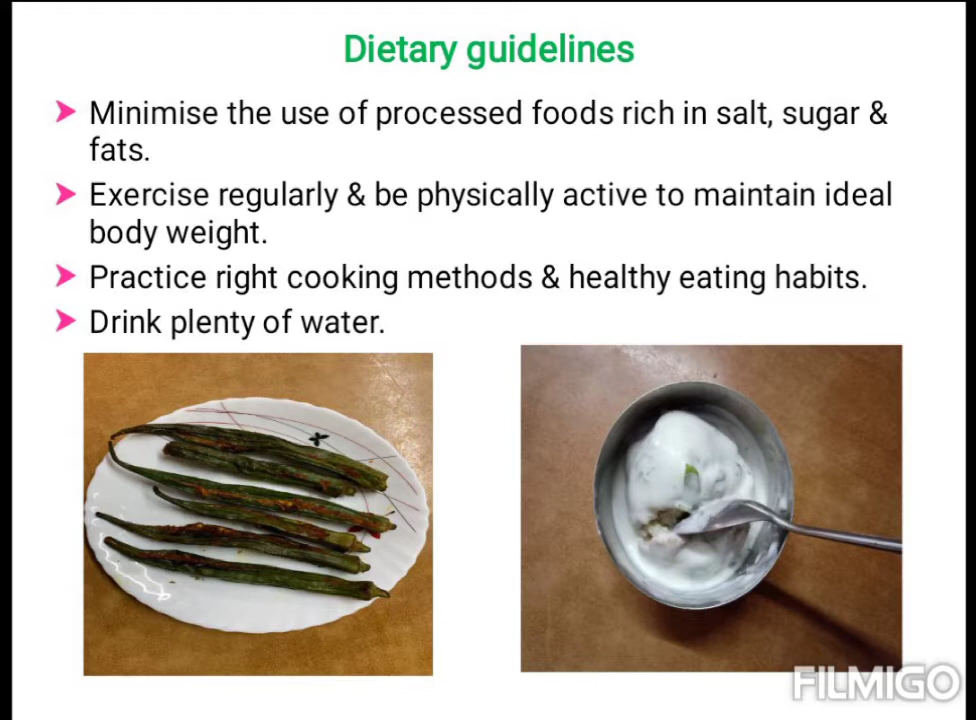 Dietary guidelines
Minimise the use of processed foods rich in salt, sugar &
fats.
Exercise regularly & be physically active to maintain ideal
body weight.
Practice right cooking methods & healthy eating habits.
Drink plenty of water.
FILMIGO